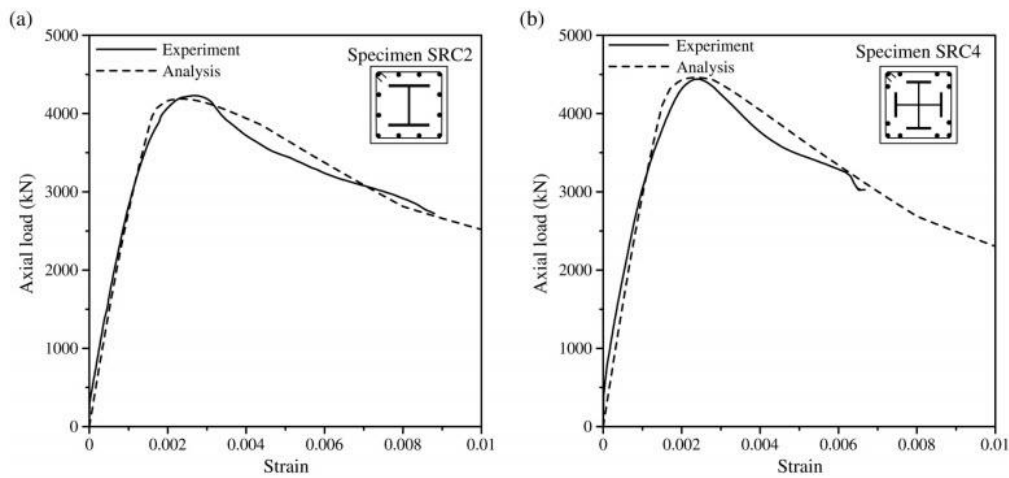 (a)
5000
4000
3000
2000
1000
0
Axial load (kN)
Experiment
Analysis
Specimen SRC2
0 0.002 0.004 0.006 0.008 0.01
Strain
(b)
5000
4000
3000
2000
1000
0
Axial load (kN)
Experiment
Analysis
Specimen SRC4
0 0.002 0.004 0.006 0.008 0.01
Strain